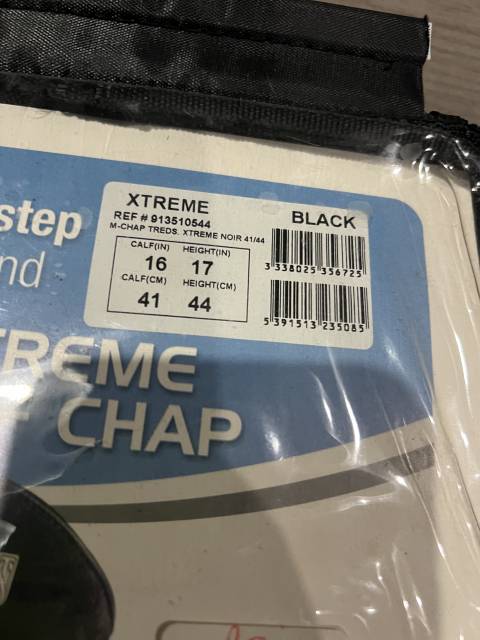 XTREME
BLACK
REF # 913510544
M-CHAP TREDS. XTREME NOIR 41/44
CALF(IN) HEIGHT(IN)
16 17
CALF(CM) HEIGHT(CM)
41 44
3 338025 356725
5 391513 235085
step
nd
TREME
CHAP